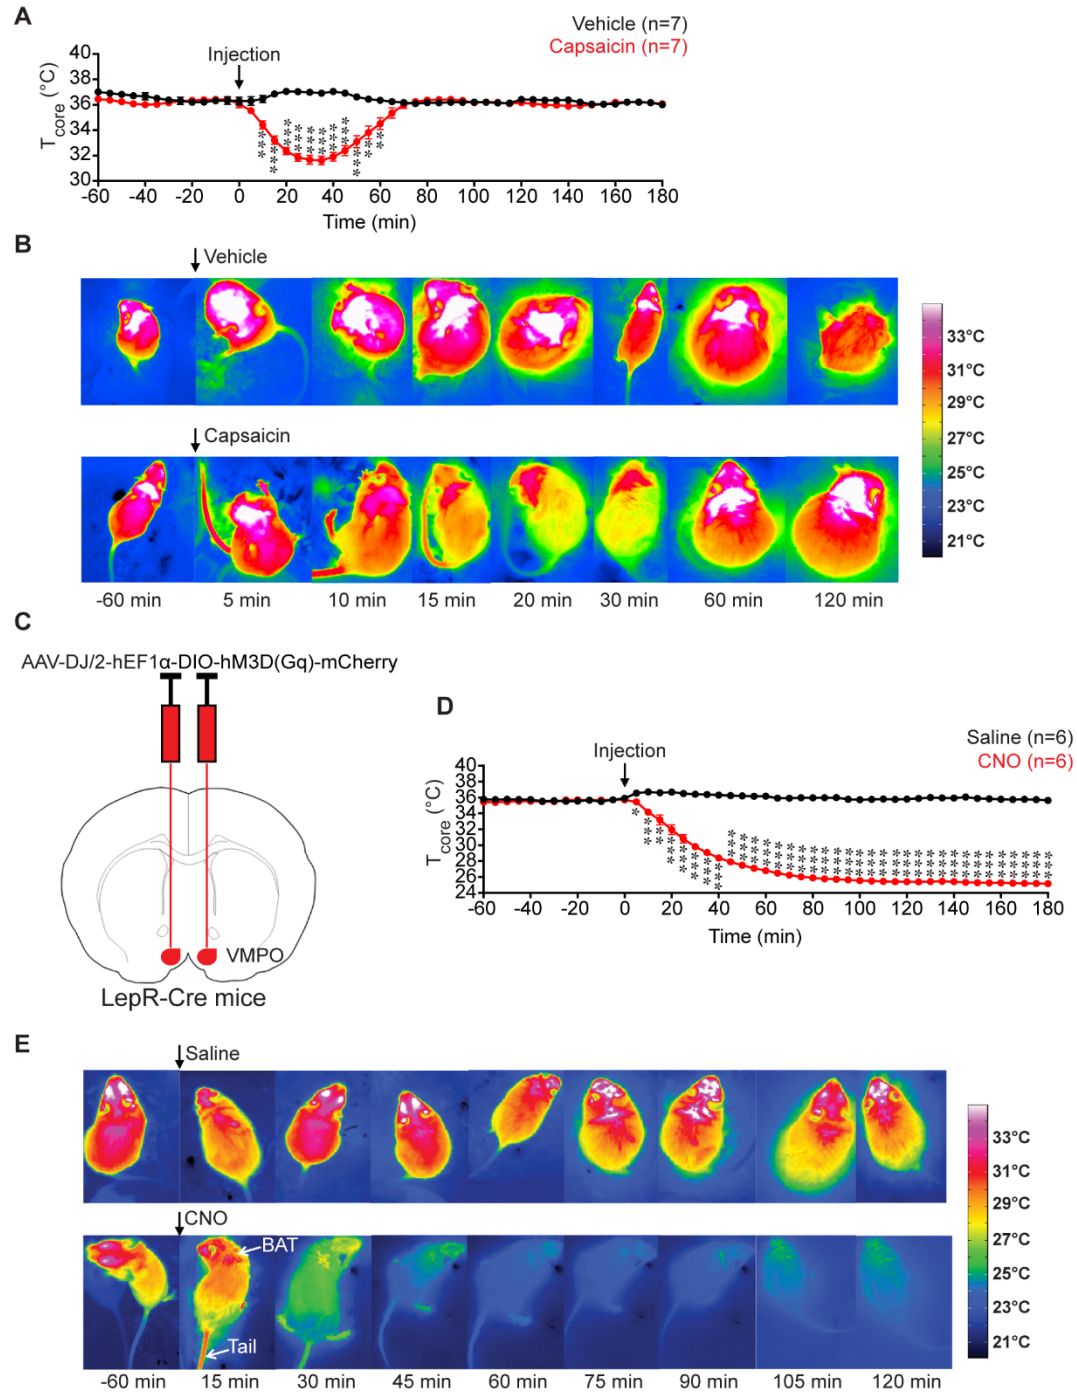 A
Vehicle (n=7)
Capsaicin (n=7)
Injection
Tcore (°C)
40
38
36
34
32
30
-60 -40 -20 0 20 40 60 80 100 120 140 160 180
Time (min)
*** *** *** *** *** *** *** *** *** *** ***
B
Vehicle
Capsaicin
33°C
31°C
29°C
27°C
25°C
23°C
21°C
-60 min 5 min 10 min 15 min 20 min 30 min 60 min 120 min
C
AAV-DJ/2-hEF1α-DIO-hM3D(Gq)-mCherry
VMPO
LepR-Cre mice
D
Saline (n=6)
CNO (n=6)
Injection
Tcore (°C)
40
38
36
34
32
30
28
26
24
-60 -40 -20 0 20 40 60 80 100 120 140 160 180
Time (min)
E
Saline
CNO
BAT
Tail
33°C
31°C
29°C
27°C
25°C
23°C
21°C
-60 min 15 min 30 min 45 min 60 min 75 min 90 min 105 min 120 min